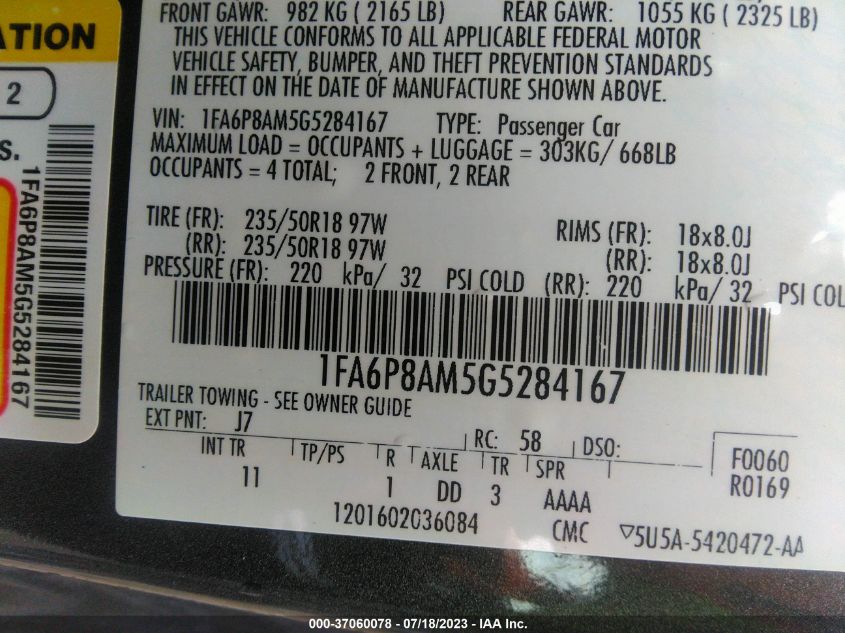 ATION
2
S.
1FA6P8AM5G5284167
FRONT GAWR: 982 KG ( 2165 LB) REAR GAWR: 1055 KG ( 2325 LB)
THIS VEHICLE CONFORMS TO ALL APPLICABLE FEDERAL MOTOR
VEHICLE SAFETY, BUMPER, AND THEFT PREVENTION STANDARDS
IN EFFECT ON THE DATE OF MANUFACTURE SHOWN ABOVE.
VIN: 1FA6P8AM5G5284167 TYPE: Passenger Car
MAXIMUM LOAD = OCCUPANTS + LUGGAGE = 303KG/ 668LB
OCCUPANTS = 4 TOTAL; 2 FRONT, 2 REAR
TIRE (FR): 235/50R18 97W RIMS (FR): 18x8.0J
(RR): 235/50R18 97W (RR): 18x8.0J
PRESSURE (FR): 220 kPa/ 32 PSI COLD (RR): 220 kPa/ 32 PSI COL
1FA6P8AM5G5284167
TRAILER TOWING - SEE OWNER GUIDE
EXT PNT: J7 RC: 58 DSO:
INT TR TP/PS R AXLE TR SPR F0060
11 1 DD 3 AAAA R0169
1201602036084 CMC ▽5U5A-5420472-AA
000-37060078 - 07/18/2023 - IAA Inc.